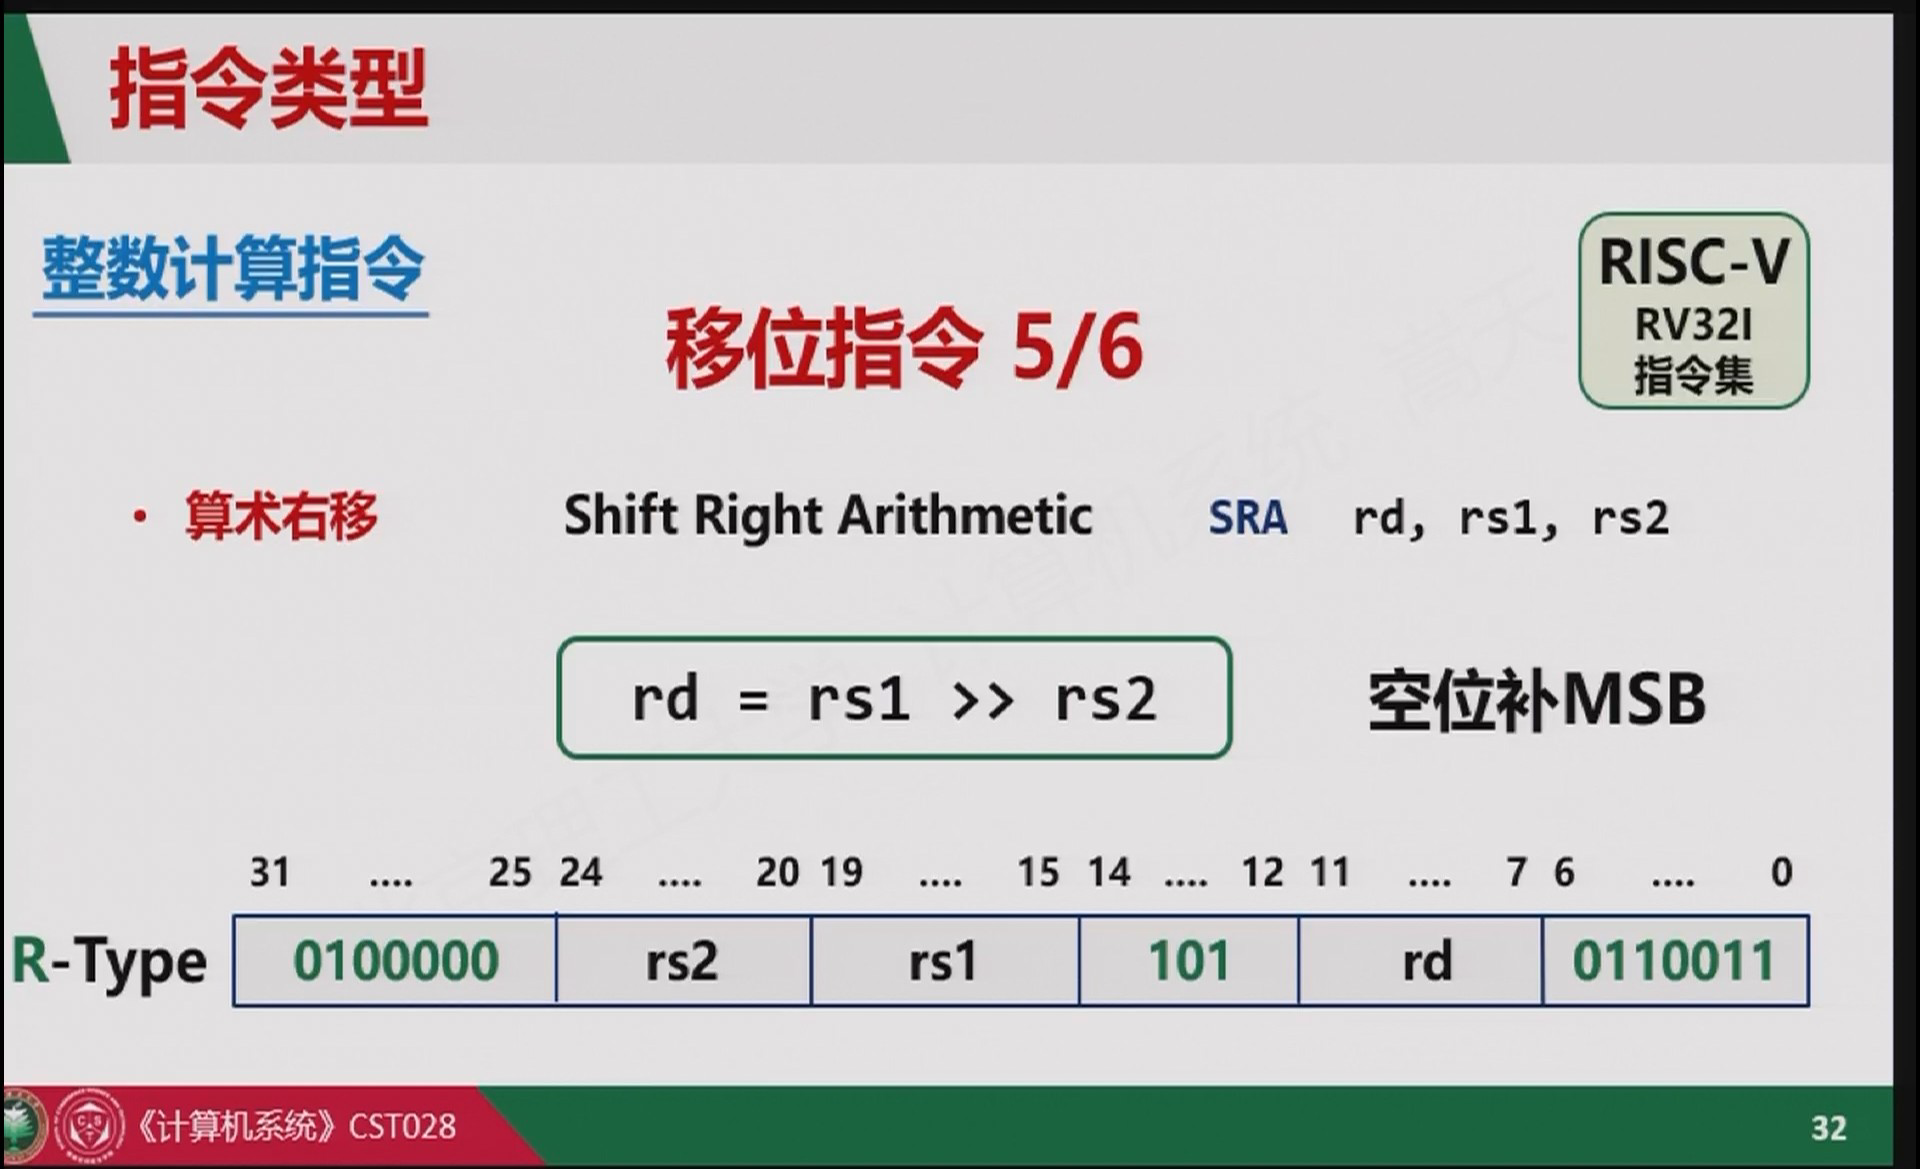 指令类型
整数计算指令
RISC-V
RV32I
指令集
移位指令 5/6
• 算术右移 Shift Right Arithmetic SRA rd, rs1, rs2
rd = rs1 >> rs2 空位补MSB
31 .... 25 24 .... 20 19 .... 15 14 .... 12 11 .... 7 6 .... 0
R-Type 0100000 rs2 rs1 101 rd 0110011
《计算机系统》CST028
32